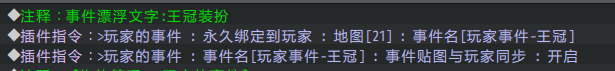 ◆注释：事件漂浮文字:王冠装扮
◆插件指令：>玩家的事件 : 永久绑定到玩家 : 地图[21] : 事件名[玩家事件-王冠]
◆插件指令：>玩家的事件 : 事件名[玩家事件-王冠] : 事件贴图与玩家同步 : 开启